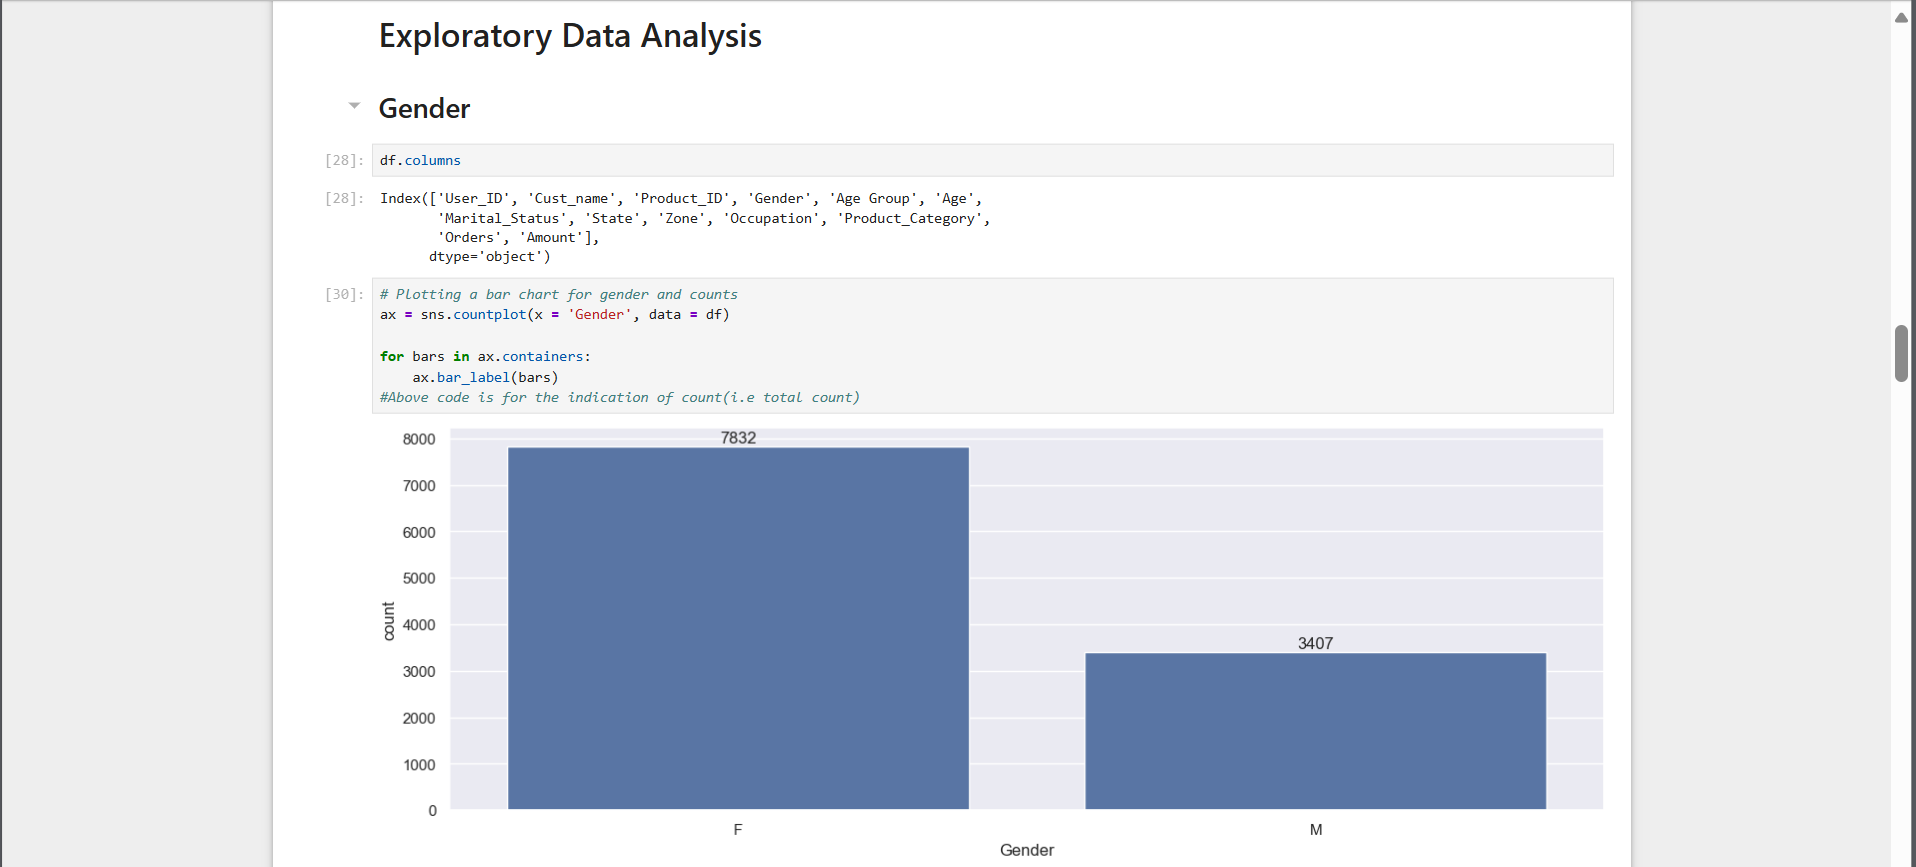 Exploratory Data Analysis
Gender
[28]: df.columns
[28]: Index(['User_ID', 'Cust_name', 'Product_ID', 'Gender', 'Age Group', 'Age',
'Marital_Status', 'State', 'Zone', 'Occupation', 'Product_Category',
'Orders', 'Amount'],
dtype='object')
[30]: # Plotting a bar chart for gender and counts
ax = sns.countplot(x = 'Gender', data = df)
for bars in ax.containers:
ax.bar_label(bars)
#Above code is for the indication of count(i.e total count)
8000
7832
7000
6000
5000
count
4000
3407
3000
2000
1000
0
F
M
Gender